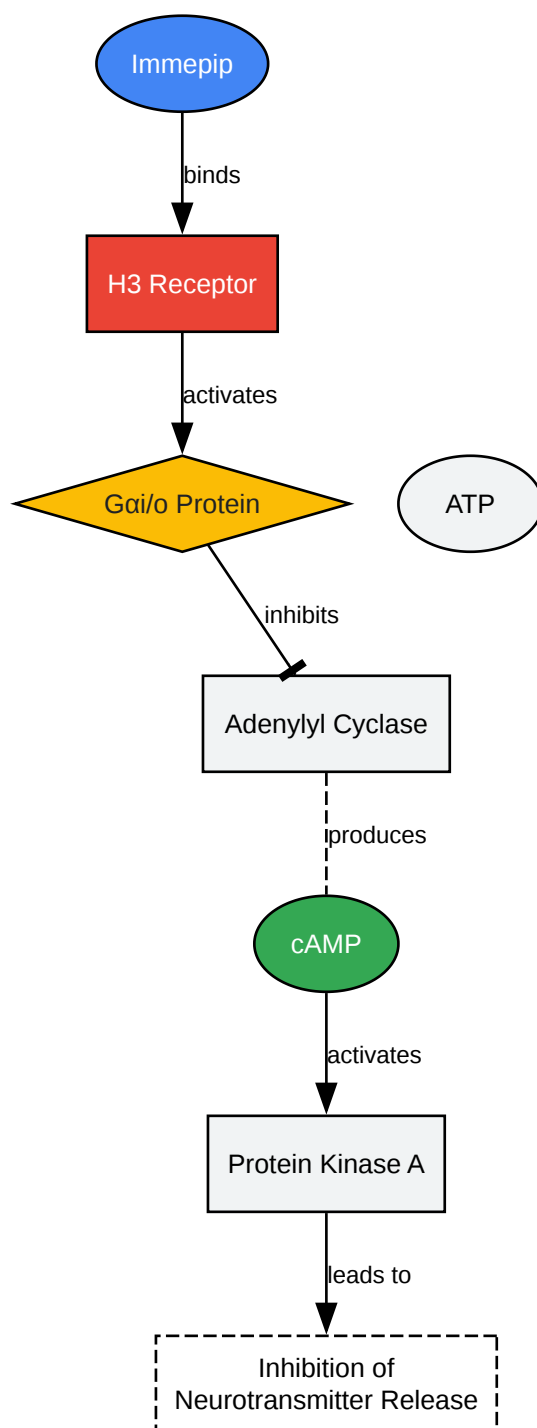 Immepip
binds
H3 Receptor
activates
Gαi/o Protein
ATP
inhibits
Adenylyl Cyclase
produces
cAMP
activates
Protein Kinase A
leads to
Inhibition of
Neurotransmitter Release